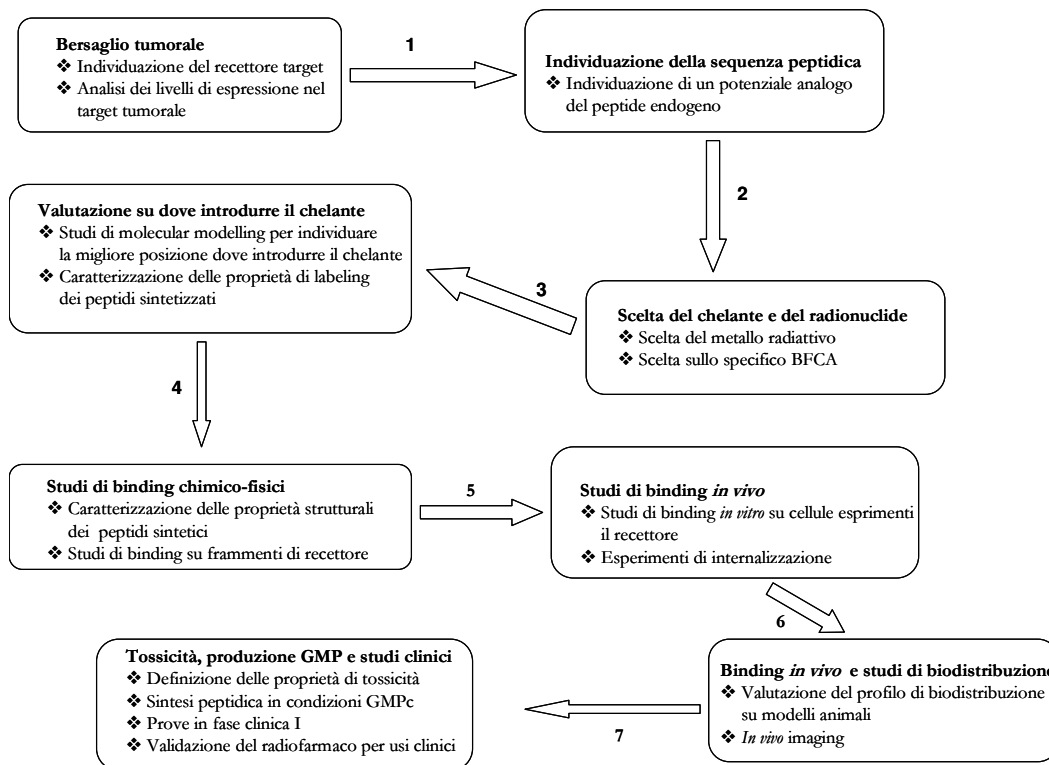 Bersaglio tumorale
❖ Individuazione del recettore target
❖ Analisi dei livelli di espressione nel
target tumorale
1
Individuazione della sequenza peptidica
❖ Individuazione di un potenziale analogo
del peptide endogeno
2
Scelta del chelante e del radionuclide
❖ Scelta del metallo radiattivo
❖ Scelta sullo specifico BFCA
3
Valutazione su dove introdurre il chelante
❖ Studi di molecular modelling per individuare
la migliore posizione dove introdurre il chelante
❖ Caratterizzazione delle proprietà di labeling
dei peptidi sintetizzati
4
Studi di binding chimico-fisici
❖ Caratterizzazione delle proprietà strutturali
dei peptidi sintetici
❖ Studi di binding su frammenti di recettore
5
Studi di binding in vivo
❖ Studi di binding in vitro su cellule esprimenti
il recettore
❖ Esperimenti di internalizzazione
6
Binding in vivo e studi di biodistribuzione
❖ Valutazione del profilo di biodistribuzione
su modelli animali
❖ In vivo imaging
7
Tossicità, produzione GMP e studi clinici
❖ Definizione delle proprietà di tossicità
❖ Sintesi peptidica in condizioni GMPc
❖ Prove in fase clinica I
❖ Validazione del radiofarmaco per usi clinici